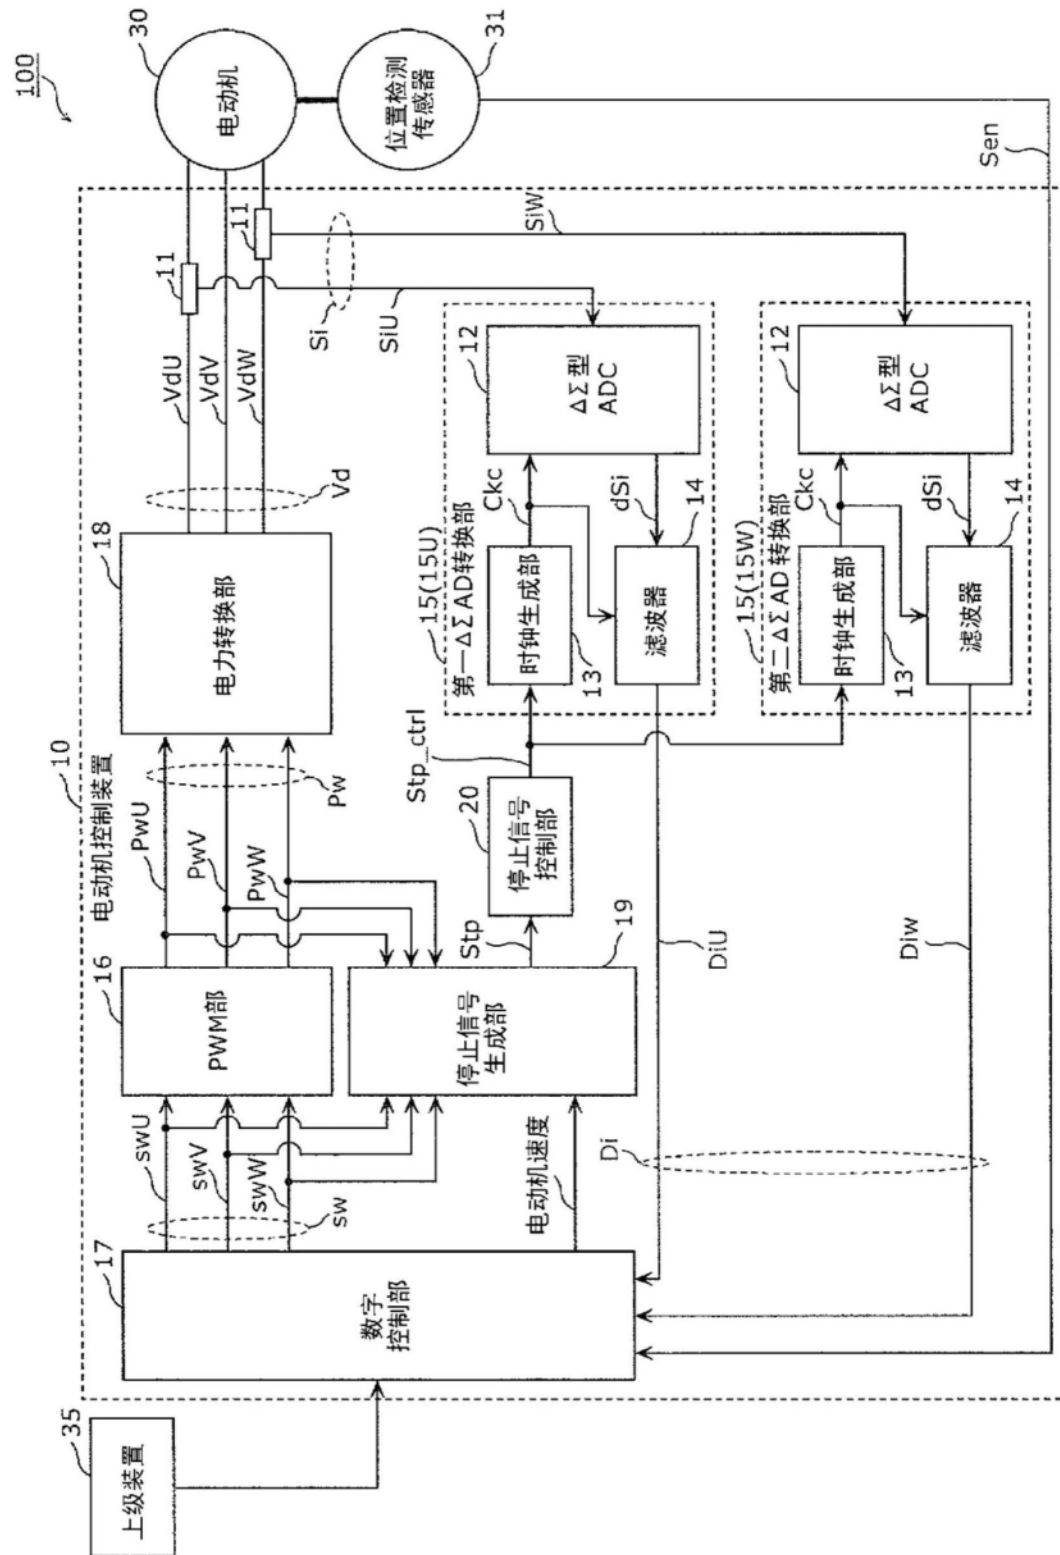 100
30
电动机
31
位置检测
传感器
Sen
10
电动机控制装置
11
11
Si
SiU
SiW
VdU
VdV
VdW
Vd
18
电力转换部
PwU
PwV
PwW
Pw
16
PWM部
swU
swV
swW
sw
17
数字
控制部
35
上级装置
19
停止信号
生成部
电动机速度
Stp
20
停止信号
控制部
Stp_ctrl
15(15U)
第一ΔΣAD转换部
12
ΔΣ型
ADC
Ckc
dSi
时钟生成部
13
滤波器
14
15(15W)
第二ΔΣAD转换部
12
ΔΣ型
ADC
Ckc
dSi
时钟生成部
13
滤波器
14
DiU
Diw
Di